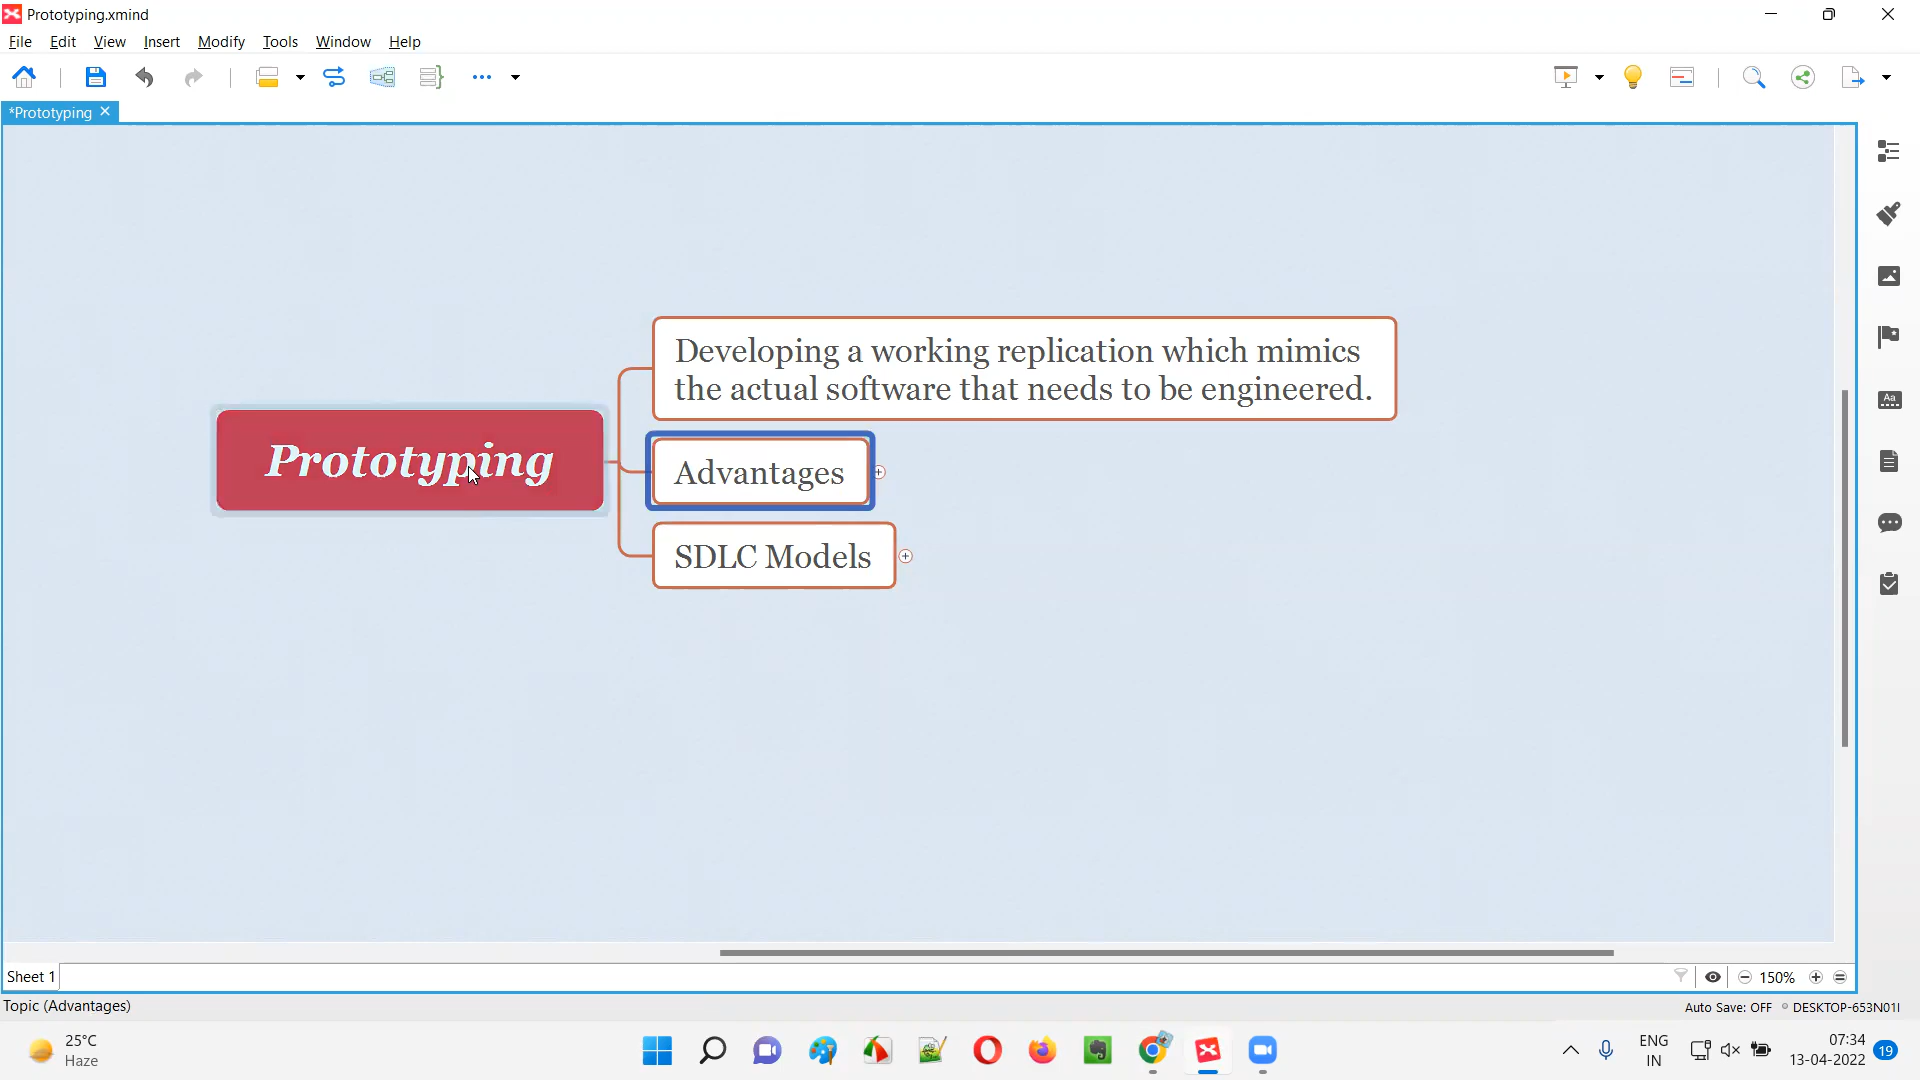 Prototyping.xmind
File Edit View Insert Modify Tools Window Help
*Prototyping
Developing a working replication which mimics
the actual software that needs to be engineered.
Prototyping
Advantages
SDLC Models
Aa
Sheet 1
150%
Topic (Advantages)
Auto Save: OFF
DESKTOP-653N01I
25°C
Haze
ENG
IN
07:34
13-04-2022
19